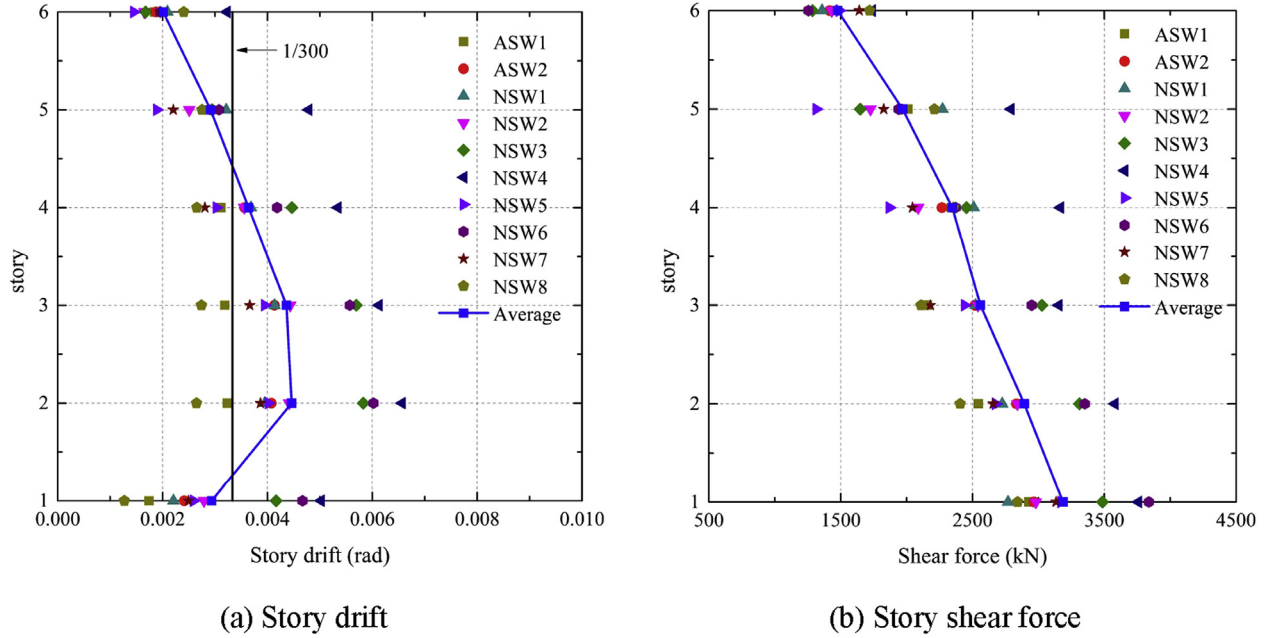 6
5
4
3
2
1
story
0.000
0.002
0.004
0.006
0.008
0.010
Story drift (rad)
1/300
ASW1
ASW2
NSW1
NSW2
NSW3
NSW4
NSW5
NSW6
NSW7
NSW8
Average
(a) Story drift
6
5
4
3
2
1
story
500
1500
2500
3500
4500
Shear force (kN)
ASW1
ASW2
NSW1
NSW2
NSW3
NSW4
NSW5
NSW6
NSW7
NSW8
Average
(b) Story shear force